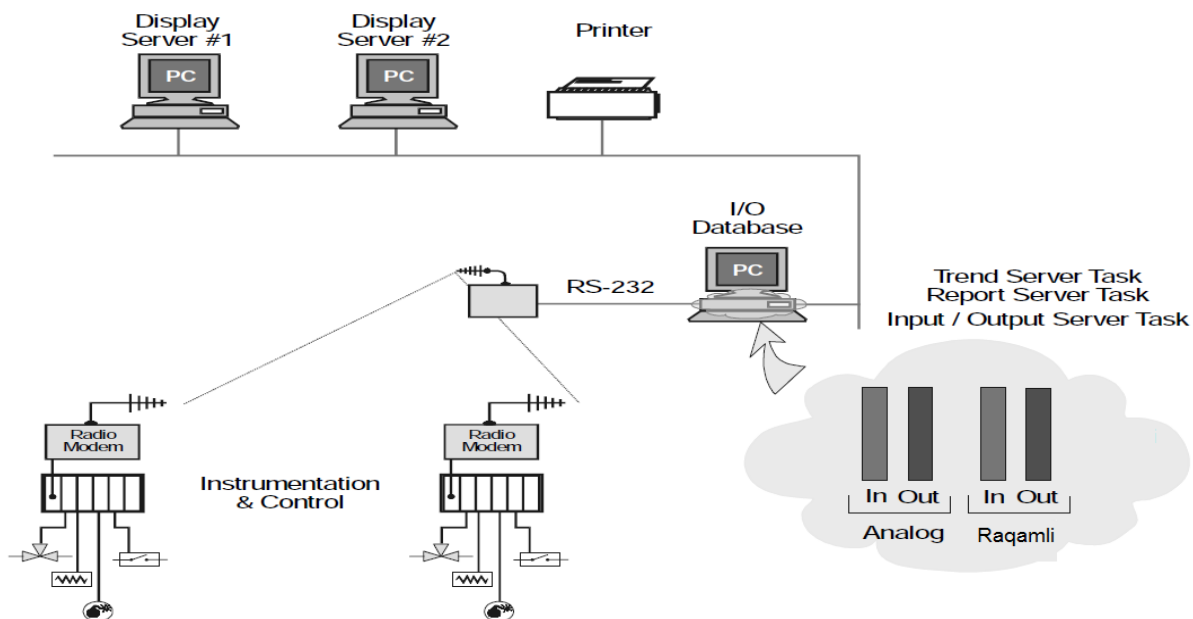 Display
Server #1
Display
Server #2
Printer
PC
PC
I/O
Database
PC
RS-232
Trend Server Task
Report Server Task
Input / Output Server Task
Radio
Modem
Radio
Modem
Instrumentation
& Control
In Out
In Out
Analog
Raqamli